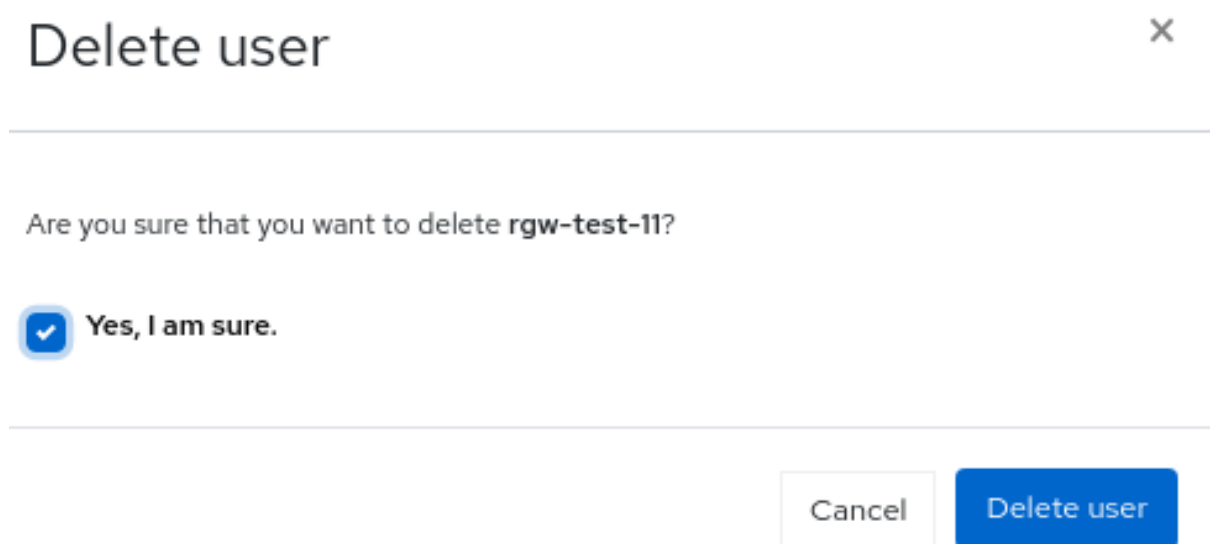 Delete user
Are you sure that you want to delete rgw-test-11?
Yes, I am sure.
Cancel
Delete user